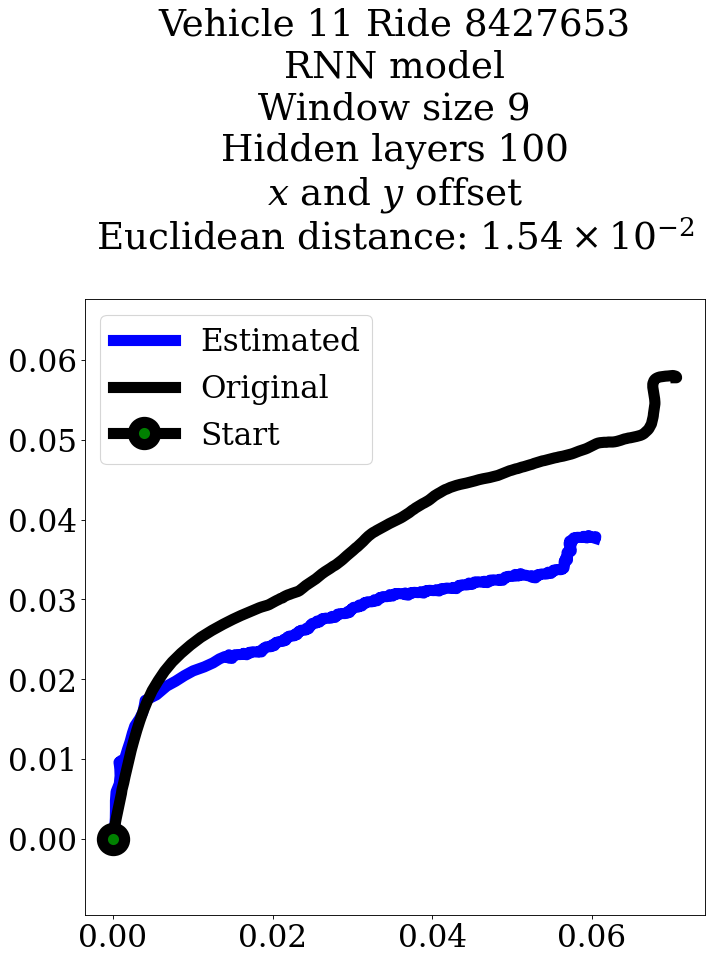 Vehicle 11 Ride 8427653
RNN model
Window size 9
Hidden layers 100
x and y offset
Euclidean distance: 1.54 × 10⁻²
Estimated
Original
Start
0.06
0.05
0.04
0.03
0.02
0.01
0.00
0.00 0.02 0.04 0.06